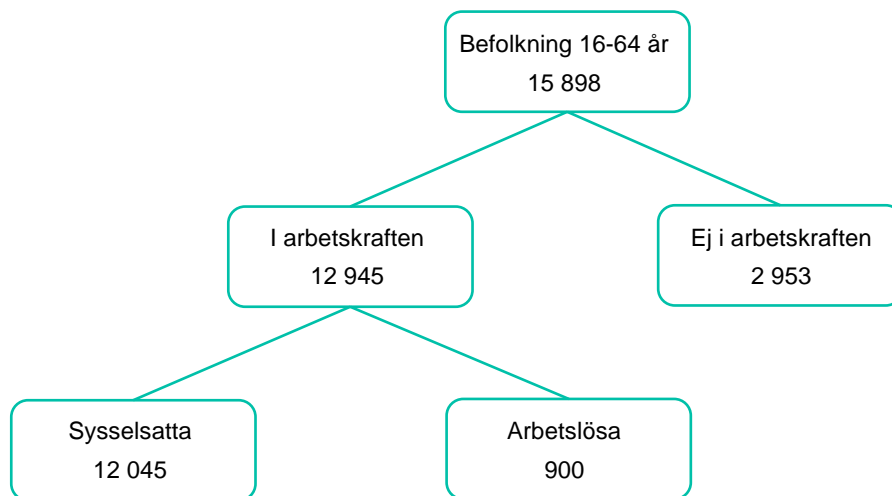 Befolkning 16-64 år
15 898
I arbetskraften
12 945
Ej i arbetskraften
2 953
Sysselsatta
12 045
Arbetslösa
900